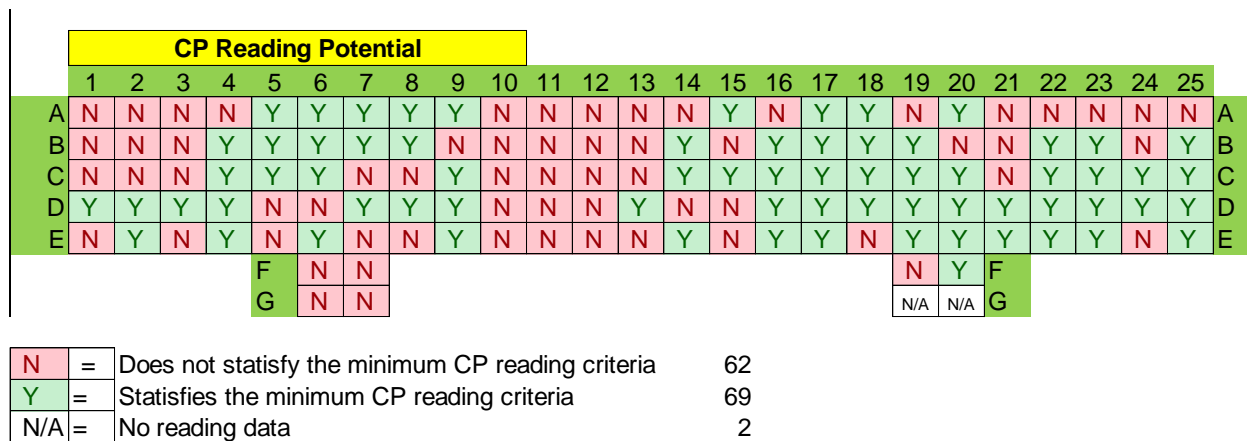 CP Reading Potential
1 2 3 4 5 6 7 8 9 10 11 12 13 14 15 16 17 18 19 20 21 22 23 24 25
A N N N N Y Y Y Y Y N N N N N Y N Y Y N Y N N N N N A
B N N N Y Y Y Y Y N N N N N Y N Y Y Y Y N N Y Y N Y B
C N N N Y Y Y N N Y N N N N Y Y Y Y Y Y Y N Y Y Y Y C
D Y Y Y Y N N Y Y Y N N N Y N N Y Y Y Y Y Y Y Y Y Y D
E N Y N Y N Y N N Y N N N N Y N Y Y N Y Y Y Y Y N Y E
F N N N Y F
G N N N/A N/A G
N = Does not statisfy the minimum CP reading criteria 62
Y = Statisfies the minimum CP reading criteria 69
N/A = No reading data 2